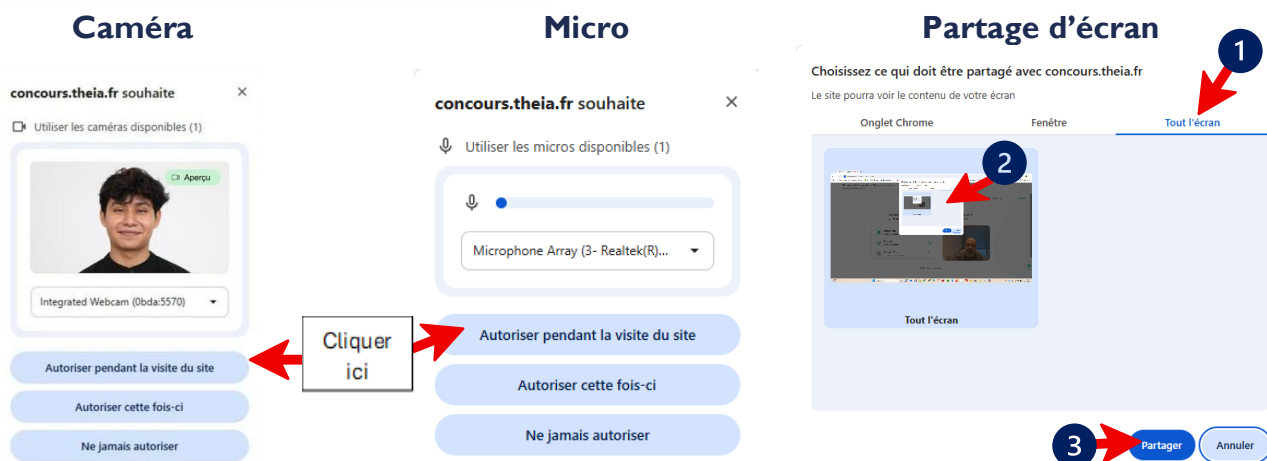 Caméra
concours.theia.fr souhaite
Utiliser les caméras disponibles (1)
Aperçu
Integrated Webcam (0bda:5570)
Autoriser pendant la visite du site
Autoriser cette fois-ci
Ne jamais autoriser
Cliquer
ici
Micro
concours.theia.fr souhaite
Utiliser les micros disponibles (1)
Microphone Array (3- Realtek(R)...
Autoriser pendant la visite du site
Autoriser cette fois-ci
Ne jamais autoriser
Partage d’écran
1
Choisissez ce qui doit être partagé avec concours.theia.fr
Le site pourra voir le contenu de votre écran
Onglet Chrome Fenêtre Tout l'écran
2
Tout l'écran
3
Partager Annuler